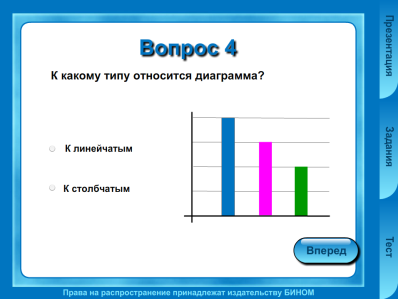 Вопрос 4
К какому типу относится диаграмма?
К линейчатым
К столбчатым
Вперед
Презентация
Задания
Тест
Права на распространение принадлежат издательству БИНОМ